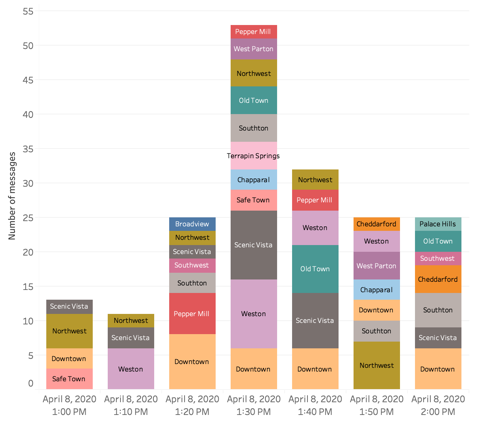 55
50
45
40
35
30
25
20
15
10
5
0
Number of messages
Scenic Vista
Northwest
Downtown
Safe Town
Northwest
Scenic Vista
Weston
Broadview
Northwest
Scenic Vista
Southwest
Southton
Pepper Mill
Downtown
Pepper Mill
West Parton
Northwest
Old Town
Southton
Terrapin Springs
Chapparal
Safe Town
Scenic Vista
Weston
Downtown
Northwest
Pepper Mill
Weston
Old Town
Scenic Vista
Downtown
Cheddarford
Weston
West Parton
Chapparal
Downtown
Southton
Northwest
Palace Hills
Old Town
Southwest
Cheddarford
Southton
Scenic Vista
Downtown
April 8, 2020
1:00 PM
April 8, 2020
1:10 PM
April 8, 2020
1:20 PM
April 8, 2020
1:30 PM
April 8, 2020
1:40 PM
April 8, 2020
1:50 PM
April 8, 2020
2:00 PM